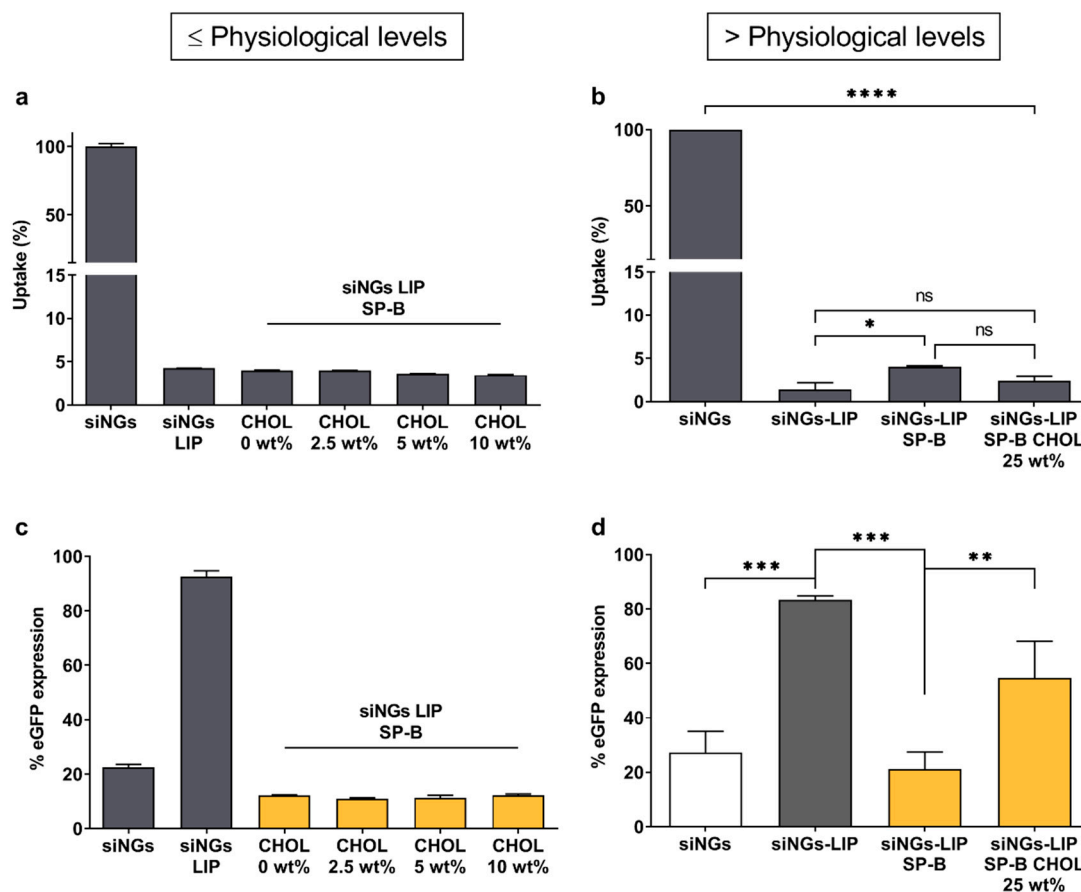 ≤ Physiological levels
> Physiological levels
a
Uptake (%)
100
50
15
10
5
0
siNGs LIP
SP-B
siNGs
siNGs
LIP
CHOL
0 wt%
CHOL
2.5 wt%
CHOL
5 wt%
CHOL
10 wt%
b
****
Uptake (%)
100
50
15
10
5
0
ns
*
ns
siNGs
siNGs-LIP
siNGs-LIP
SP-B
siNGs-LIP
SP-B CHOL
25 wt%
c
% eGFP expression
100
80
60
40
20
0
siNGs LIP
SP-B
siNGs
siNGs
LIP
CHOL
0 wt%
CHOL
2.5 wt%
CHOL
5 wt%
CHOL
10 wt%
d
% eGFP expression
100
80
60
40
20
0
***
***
**
siNGs
siNGs-LIP
siNGs-LIP
SP-B
siNGs-LIP
SP-B CHOL
25 wt%